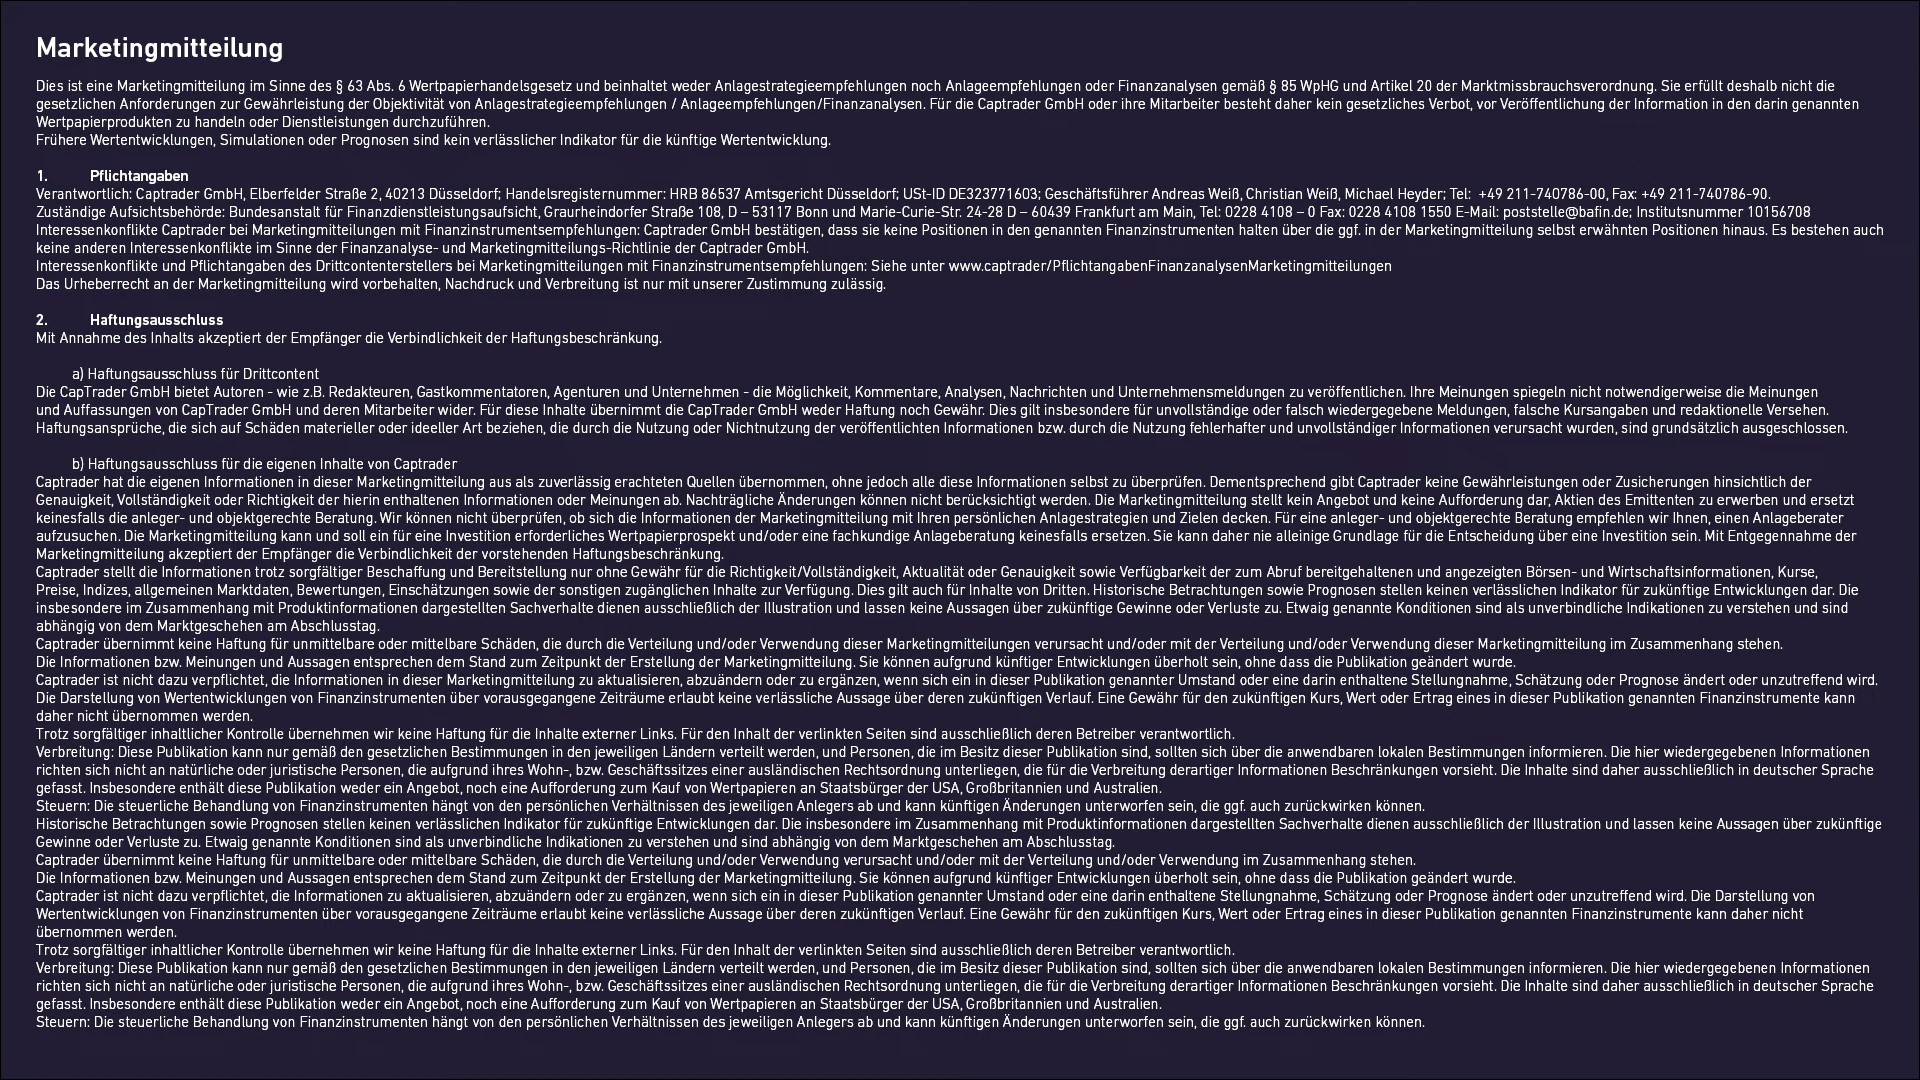 Marketingmitteilung
Dies ist eine Marketingmitteilung im Sinne des § 63 Abs. 6 Wertpapierhandelsgesetz und beinhaltet weder Anlagestrategieempfehlungen noch Anlageempfehlungen oder Finanzanalysen gemäß § 85 WpHG und Artikel 20 der Marktmissbrauchsverordnung. Sie erfüllt deshalb nicht die
gesetzlichen Anforderungen zur Gewährleistung der Objektivität von Anlagestrategieempfehlungen / Anlageempfehlungen/Finanzanalysen. Für die Captrader GmbH oder ihre Mitarbeiter besteht daher kein gesetzliches Verbot, vor Veröffentlichung der Information in den darin genannten
Wertpapierprodukten zu handeln oder Dienstleistungen durchzuführen.
Frühere Wertentwicklungen, Simulationen oder Prognosen sind kein verlässlicher Indikator für die künftige Wertentwicklung.
1. Pflichtangaben
Verantwortlich: Captrader GmbH, Elberfelder Straße 2, 40213 Düsseldorf; Handelsregisternummer: HRB 86537 Amtsgericht Düsseldorf; USt-ID DE323771603; Geschäftsführer Andreas Weiß, Christian Weiß, Michael Heyder; Tel: +49 211-740786-00, Fax: +49 211-740786-90.
Zuständige Aufsichtsbehörde: Bundesanstalt für Finanzdienstleistungsaufsicht, Graurheindorfer Straße 108, D – 53117 Bonn und Marie-Curie-Str. 24-28 D – 60439 Frankfurt am Main, Tel: 0228 4108 – 0 Fax: 0228 4108 1550 E-Mail: poststelle@bafin.de; Institutsnummer 10156708
Interessenkonflikte Captrader bei Marketingmitteilungen mit Finanzinstrumentsempfehlungen: Captrader GmbH bestätigen, dass sie keine Positionen in den genannten Finanzinstrumenten halten über die ggf. in der Marketingmitteilung selbst erwähnten Positionen hinaus. Es bestehen auch
keine anderen Interessenkonflikte im Sinne der Finanzanalyse- und Marketingmitteilungs-Richtlinie der Captrader GmbH.
Interessenkonflikte und Pflichtangaben des Drittcontenterstellers bei Marketingmitteilungen mit Finanzinstrumentsempfehlungen: Siehe unter www.captrader/PflichtangabenFinanzanalysenMarketingmitteilungen
Das Urheberrecht an der Marketingmitteilung wird vorbehalten, Nachdruck und Verbreitung ist nur mit unserer Zustimmung zulässig.
2. Haftungsausschluss
Mit Annahme des Inhalts akzeptiert der Empfänger die Verbindlichkeit der Haftungsbeschränkung.
a) Haftungsausschluss für Drittcontent
Die CapTrader GmbH bietet Autoren - wie z.B. Redakteuren, Gastkommentatoren, Agenturen und Unternehmen - die Möglichkeit, Kommentare, Analysen, Nachrichten und Unternehmensmeldungen zu veröffentlichen. Ihre Meinungen spiegeln nicht notwendigerweise die Meinungen
und Auffassungen von CapTrader GmbH und deren Mitarbeiter wider. Für diese Inhalte übernimmt die CapTrader GmbH weder Haftung noch Gewähr. Dies gilt insbesondere für unvollständige oder falsch wiedergegebene Meldungen, falsche Kursangaben und redaktionelle Versehen.
Haftungsansprüche, die sich auf Schäden materieller oder ideeller Art beziehen, die durch die Nutzung oder Nichtnutzung der veröffentlichten Informationen bzw. durch die Nutzung fehlerhafter und unvollständiger Informationen verursacht wurden, sind grundsätzlich ausgeschlossen.
b) Haftungsausschluss für die eigenen Inhalte von Captrader
Captrader hat die eigenen Informationen in dieser Marketingmitteilung aus als zuverlässig erachteten Quellen übernommen, ohne jedoch alle diese Informationen selbst zu überprüfen. Dementsprechend gibt Captrader keine Gewährleistungen oder Zusicherungen hinsichtlich der
Genauigkeit, Vollständigkeit oder Richtigkeit der hierin enthaltenen Informationen oder Meinungen ab. Nachträgliche Änderungen können nicht berücksichtigt werden. Die Marketingmitteilung stellt kein Angebot und keine Aufforderung dar, Aktien des Emittenten zu erwerben und ersetzt
keinesfalls die anleger- und objektgerechte Beratung. Wir können nicht überprüfen, ob sich die Informationen der Marketingmitteilung mit Ihren persönlichen Anlagestrategien und Zielen decken. Für eine anleger- und objektgerechte Beratung empfehlen wir Ihnen, einen Anlageberater
aufzusuchen. Die Marketingmitteilung kann und soll ein für eine Investition erforderliches Wertpapierprospekt und/oder eine fachkundige Anlageberatung keinesfalls ersetzen. Sie kann daher nie alleinige Grundlage für die Entscheidung über eine Investition sein. Mit Entgegennahme der
Marketingmitteilung akzeptiert der Empfänger die Verbindlichkeit der vorstehenden Haftungsbeschränkung.
Captrader stellt die Informationen trotz sorgfältiger Beschaffung und Bereitstellung nur ohne Gewähr für die Richtigkeit/Vollständigkeit, Aktualität oder Genauigkeit sowie Verfügbarkeit der zum Abruf bereitgehaltenen und angezeigten Börsen- und Wirtschaftsinformationen, Kurse,
Preise, Indizes, allgemeinen Marktdaten, Bewertungen, Einschätzungen sowie der sonstigen zugänglichen Inhalte zur Verfügung. Dies gilt auch für Inhalte von Dritten. Historische Betrachtungen sowie Prognosen stellen keinen verlässlichen Indikator für zukünftige Entwicklungen dar. Die
insbesondere im Zusammenhang mit Produktinformationen dargestellten Sachverhalte dienen ausschließlich der Illustration und lassen keine Aussagen über zukünftige Gewinne oder Verluste zu. Etwaig genannte Konditionen sind als unverbindliche Indikationen zu verstehen und sind
abhängig von dem Marktgeschehen am Abschlusstag.
Captrader übernimmt keine Haftung für unmittelbare oder mittelbare Schäden, die durch die Verteilung und/oder Verwendung dieser Marketingmitteilungen verursacht und/oder mit der Verteilung und/oder Verwendung dieser Marketingmitteilung im Zusammenhang stehen.
Die Informationen bzw. Meinungen und Aussagen entsprechen dem Stand zum Zeitpunkt der Erstellung der Marketingmitteilung. Sie können aufgrund künftiger Entwicklungen überholt sein, ohne dass die Publikation geändert wurde.
Captrader ist nicht dazu verpflichtet, die Informationen in dieser Marketingmitteilung zu aktualisieren, abzuändern oder zu ergänzen, wenn sich ein in dieser Publikation genannter Umstand oder eine darin enthaltene Stellungnahme, Schätzung oder Prognose ändert oder unzutreffend wird.
Die Darstellung von Wertentwicklungen von Finanzinstrumenten über vorausgegangene Zeiträume erlaubt keine verlässliche Aussage über deren zukünftigen Verlauf. Eine Gewähr für den zukünftigen Kurs, Wert oder Ertrag eines in dieser Publikation genannten Finanzinstrumente kann
daher nicht übernommen werden.
Trotz sorgfältiger inhaltlicher Kontrolle übernehmen wir keine Haftung für die Inhalte externer Links. Für den Inhalt der verlinkten Seiten sind ausschließlich deren Betreiber verantwortlich.
Verbreitung: Diese Publikation kann nur gemäß den gesetzlichen Bestimmungen in den jeweiligen Ländern verteilt werden, und Personen, die im Besitz dieser Publikation sind, sollten sich über die anwendbaren lokalen Bestimmungen informieren. Die hier wiedergegebenen Informationen
richten sich nicht an natürliche oder juristische Personen, die aufgrund ihres Wohn-, bzw. Geschäftssitzes einer ausländischen Rechtsordnung unterliegen, die für die Verbreitung derartiger Informationen Beschränkungen vorsieht. Die Inhalte sind daher ausschließlich in deutscher Sprache
gefasst. Insbesondere enthält diese Publikation weder ein Angebot, noch eine Aufforderung zum Kauf von Wertpapieren an Staatsbürger der USA, Großbritannien und Australien.
Steuern: Die steuerliche Behandlung von Finanzinstrumenten hängt von den persönlichen Verhältnissen des jeweiligen Anlegers ab und kann künftigen Änderungen unterworfen sein, die ggf. auch zurückwirken können.
Historische Betrachtungen sowie Prognosen stellen keinen verlässlichen Indikator für zukünftige Entwicklungen dar. Die insbesondere im Zusammenhang mit Produktinformationen dargestellten Sachverhalte dienen ausschließlich der Illustration und lassen keine Aussagen über zukünftige
Gewinne oder Verluste zu. Etwaig genannte Konditionen sind als unverbindliche Indikationen zu verstehen und sind abhängig von dem Marktgeschehen am Abschlusstag.
Captrader übernimmt keine Haftung für unmittelbare oder mittelbare Schäden, die durch die Verteilung und/oder Verwendung verursacht und/oder mit der Verteilung und/oder Verwendung im Zusammenhang stehen.
Die Informationen bzw. Meinungen und Aussagen entsprechen dem Stand zum Zeitpunkt der Erstellung der Marketingmitteilung. Sie können aufgrund künftiger Entwicklungen überholt sein, ohne dass die Publikation geändert wurde.
Captrader ist nicht dazu verpflichtet, die Informationen zu aktualisieren, abzuändern oder zu ergänzen, wenn sich ein in dieser Publikation genannter Umstand oder eine darin enthaltene Stellungnahme, Schätzung oder Prognose ändert oder unzutreffend wird. Die Darstellung von
Wertentwicklungen von Finanzinstrumenten über vorausgegangene Zeiträume erlaubt keine verlässliche Aussage über deren zukünftigen Verlauf. Eine Gewähr für den zukünftigen Kurs, Wert oder Ertrag eines in dieser Publikation genannten Finanzinstrumente kann daher nicht
übernommen werden.
Trotz sorgfältiger inhaltlicher Kontrolle übernehmen wir keine Haftung für die Inhalte externer Links. Für den Inhalt der verlinkten Seiten sind ausschließlich deren Betreiber verantwortlich.
Verbreitung: Diese Publikation kann nur gemäß den gesetzlichen Bestimmungen in den jeweiligen Ländern verteilt werden, und Personen, die im Besitz dieser Publikation sind, sollten sich über die anwendbaren lokalen Bestimmungen informieren. Die hier wiedergegebenen Informationen
richten sich nicht an natürliche oder juristische Personen, die aufgrund ihres Wohn-, bzw. Geschäftssitzes einer ausländischen Rechtsordnung unterliegen, die für die Verbreitung derartiger Informationen Beschränkungen vorsieht. Die Inhalte sind daher ausschließlich in deutscher Sprache
gefasst. Insbesondere enthält diese Publikation weder ein Angebot, noch eine Aufforderung zum Kauf von Wertpapieren an Staatsbürger der USA, Großbritannien und Australien.
Steuern: Die steuerliche Behandlung von Finanzinstrumenten hängt von den persönlichen Verhältnissen des jeweiligen Anlegers ab und kann künftigen Änderungen unterworfen sein, die ggf. auch zurückwirken können.